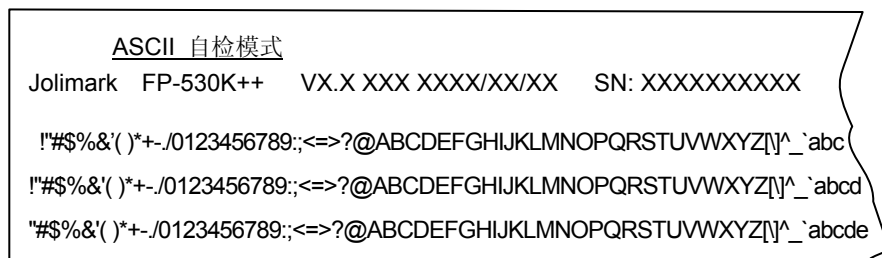 ASCII 自检模式
Jolimark FP-530K++ VX.X XXX XXXX/XX/XX SN: XXXXXXXXXX
!"#$%&'( )*+-./0123456789:;<=>?@ABCDEFGHIJKLMNOPQRSTUVWXYZ[\]^_`abc
!"#$%&'( )*+-./0123456789:;<=>?@ABCDEFGHIJKLMNOPQRSTUVWXYZ[\]^_`abcd
"#$%&'( )*+-./0123456789:;<=>?@ABCDEFGHIJKLMNOPQRSTUVWXYZ[\]^_`abcde